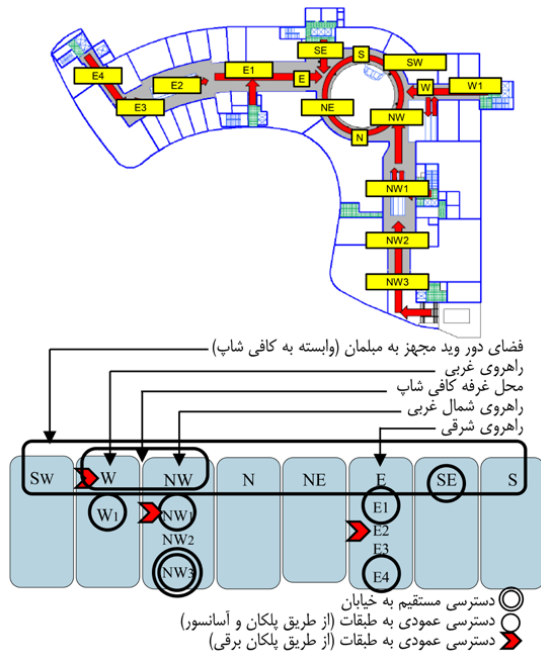 SE
S
SW
E4
E1
E2
E
W
W1
E3
NE
NW
N
NW1
NW2
NW3
فضای دور وید مجهز به مبلمان (وابسته به کافی شاپ)
راهروی غربی
محل غرفه کافی شاپ
راهروی شمال غربی
راهروی شرقی
SW W NW N NE E SE S
W1 NW1 E1
NW2 E2
E3
NW3 E4
دسترسی مستقیم به خیابان
دسترسی عمودی به طبقات (از طریق پلکان و آسانسور)
دسترسی عمودی به طبقات (از طریق پلکان برقی)